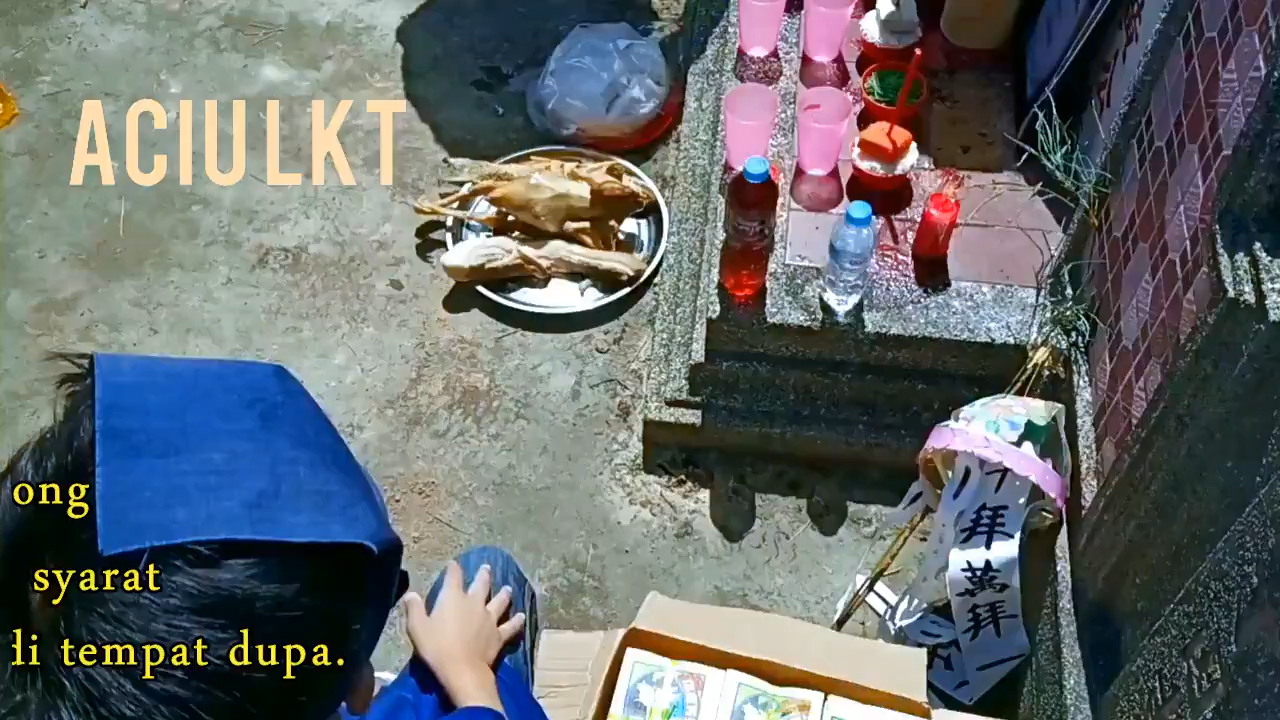 ACIULKT
ong
syarat
li tempat dupa.
拜
萬
拜